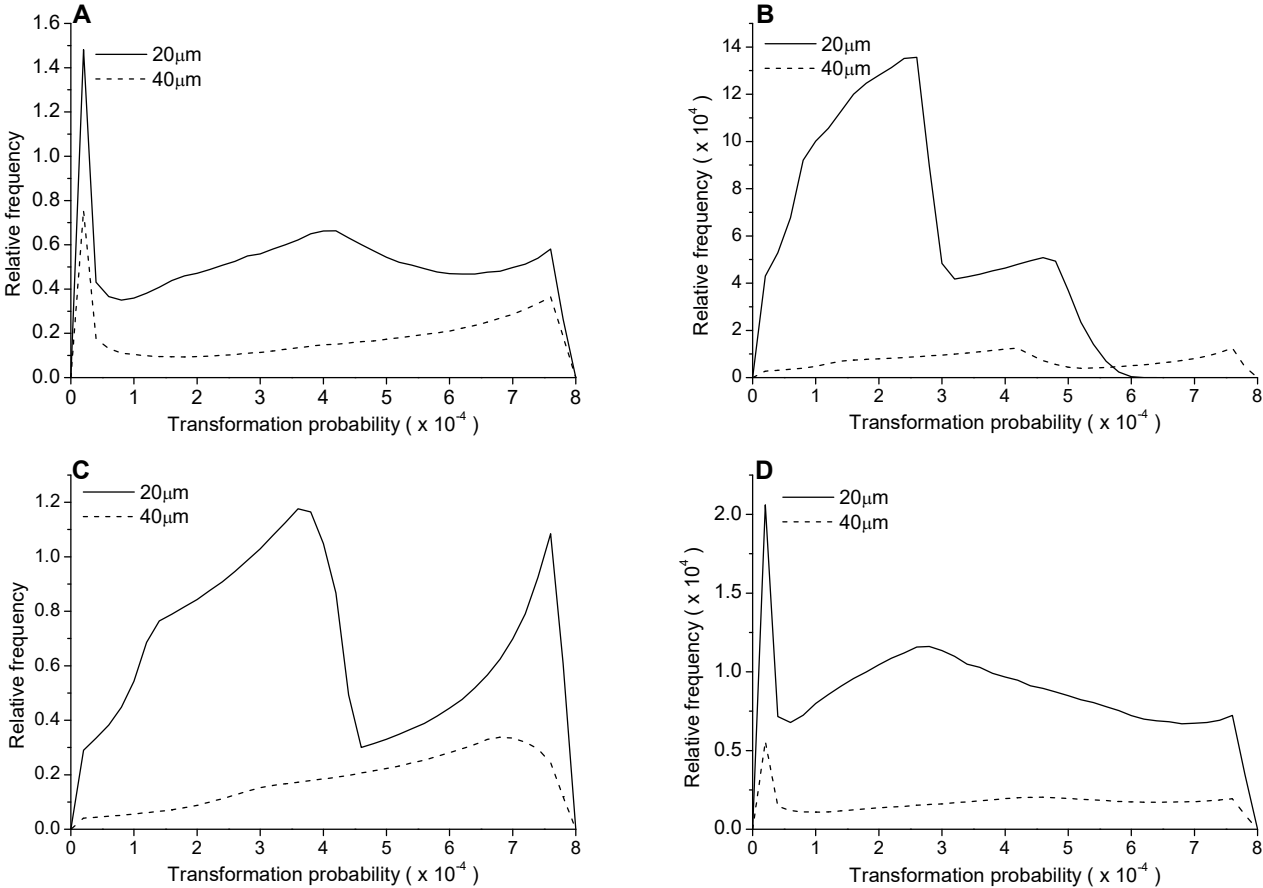 A
1.6
1.4
1.2
1.0
0.8
0.6
0.4
0.2
0.0
Relative frequency
20μm
40μm
0 1 2 3 4 5 6 7 8
Transformation probability ( x 10⁻⁴ )
B
14
12
10
8
6
4
2
0
Relative frequency ( x 10⁴ )
20μm
40μm
0 1 2 3 4 5 6 7 8
Transformation probability ( x 10⁻⁴ )
C
1.2
1.0
0.8
0.6
0.4
0.2
0.0
Relative frequency
20μm
40μm
0 1 2 3 4 5 6 7 8
Transformation probability ( x 10⁻⁴ )
D
2.0
1.5
1.0
0.5
0.0
Relative frequency ( x 10⁴ )
20μm
40μm
0 1 2 3 4 5 6 7 8
Transformation probability ( x 10⁻⁴ )